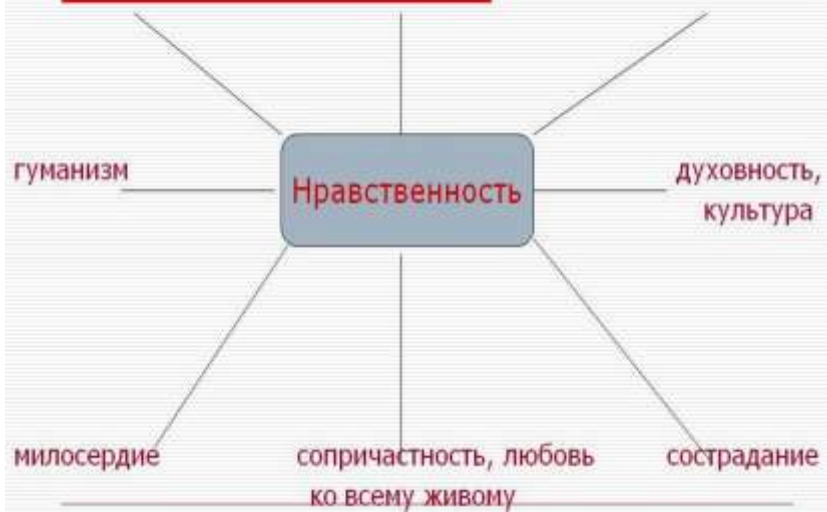 гуманизм
Нравственность
духовность,
культура
милосердие
сопричастность, любовь
ко всему живому
сострадание